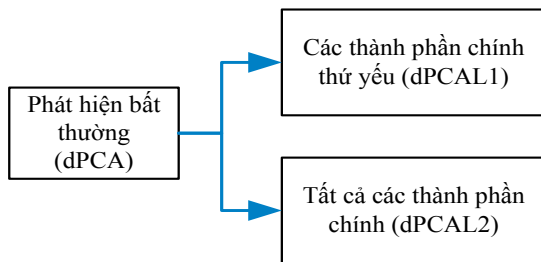 Các thành phần chính
thứ yếu (dPCAL1)
Phát hiện bất
thường
(dPCA)
Tất cả các thành phần
chính (dPCAL2)